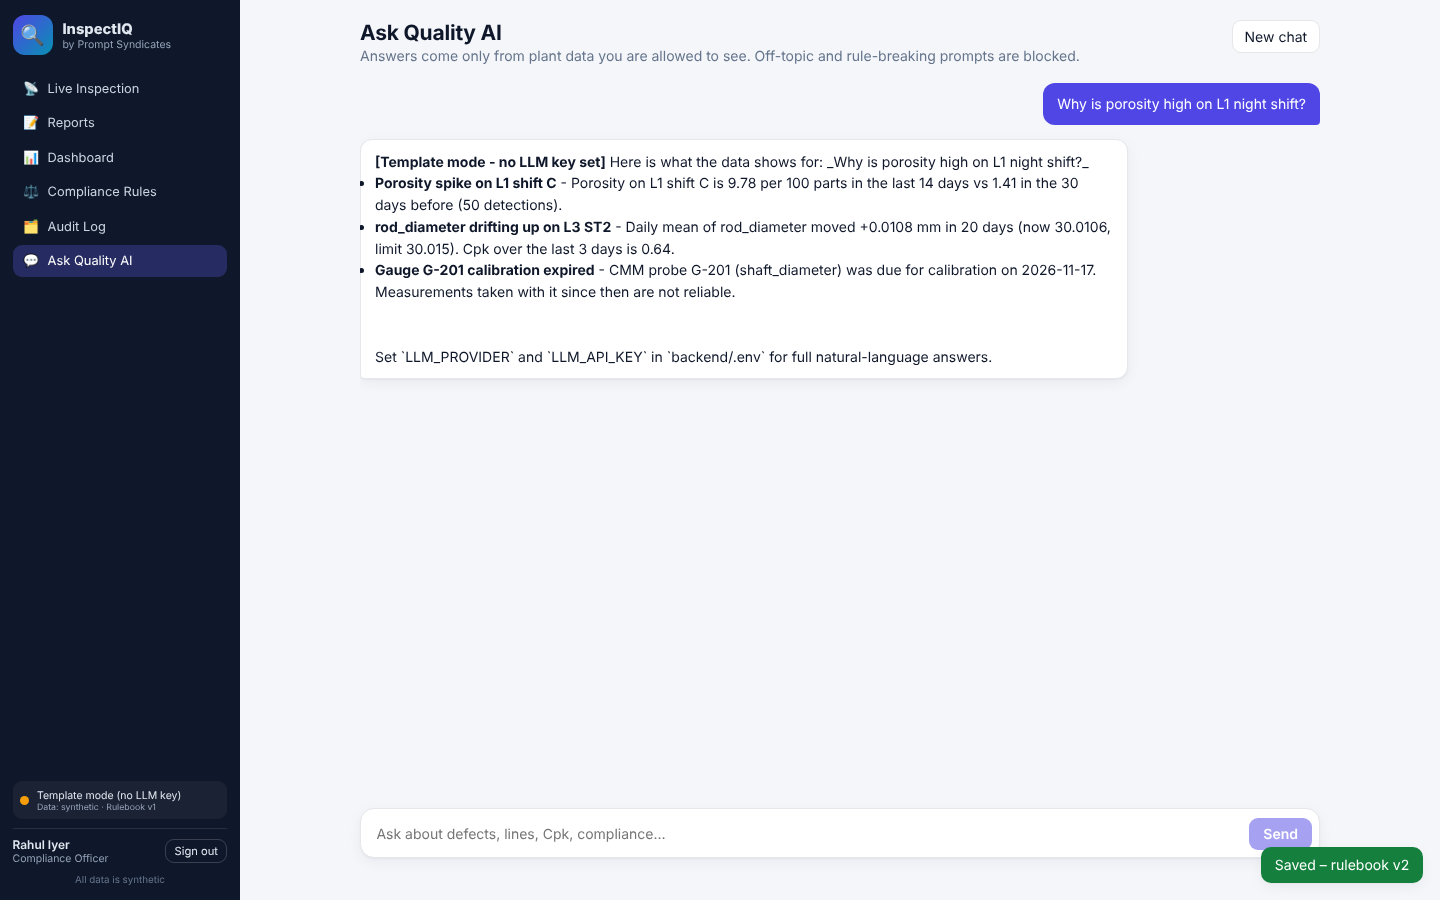 InspectIQ
by Prompt Syndicates
Live Inspection
Reports
Dashboard
Compliance Rules
Audit Log
Ask Quality AI
Template mode (no LLM key)
Data: synthetic · Rulebook v1
Rahul Iyer
Compliance Officer
Sign out
All data is synthetic
Ask Quality AI
Answers come only from plant data you are allowed to see. Off-topic and rule-breaking prompts are blocked.
New chat
Why is porosity high on L1 night shift?
[Template mode - no LLM key set] Here is what the data shows for: _Why is porosity high on L1 night shift?_
• Porosity spike on L1 shift C - Porosity on L1 shift C is 9.78 per 100 parts in the last 14 days vs 1.41 in the 30
days before (50 detections).
• rod_diameter drifting up on L3 ST2 - Daily mean of rod_diameter moved +0.0108 mm in 20 days (now 30.0106,
limit 30.015). Cpk over the last 3 days is 0.64.
• Gauge G-201 calibration expired - CMM probe G-201 (shaft_diameter) was due for calibration on 2026-11-17.
Measurements taken with it since then are not reliable.
Set `LLM_PROVIDER` and `LLM_API_KEY` in `backend/.env` for full natural-language answers.
Ask about defects, lines, Cpk, compliance...
Send
Saved – rulebook v2